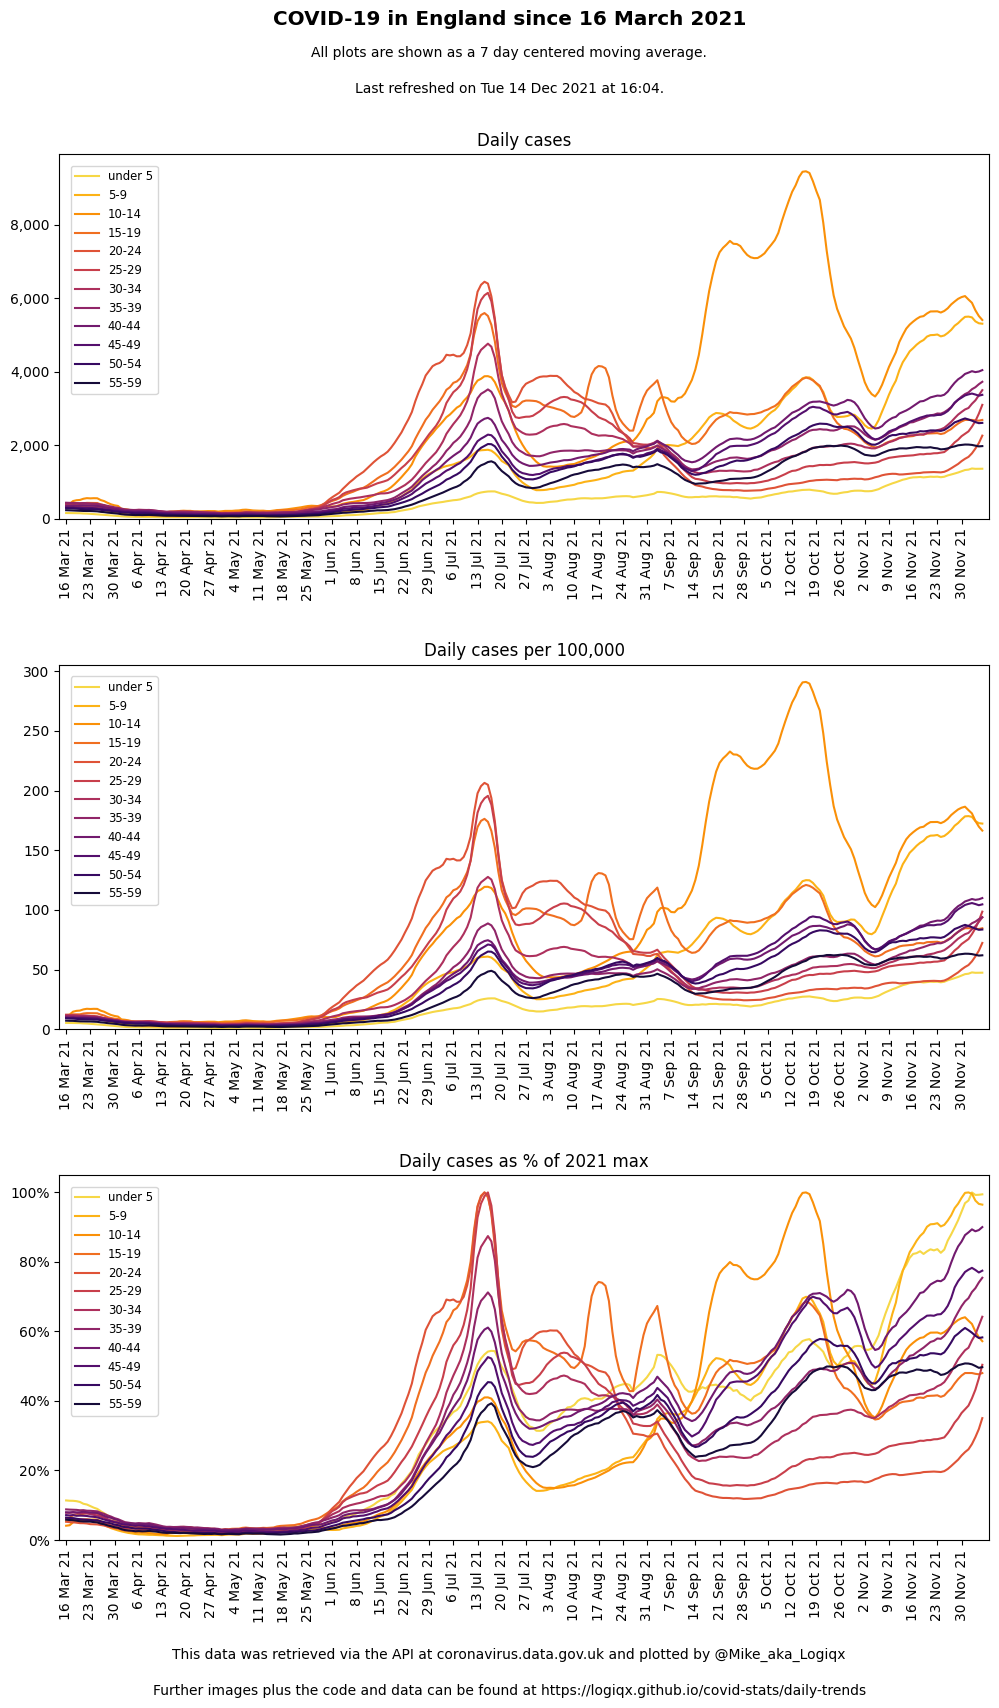 COVID-19 in England since 16 March 2021
All plots are shown as a 7 day centered moving average.
Last refreshed on Tue 14 Dec 2021 at 16:04.
Daily cases
8,000
6,000
4,000
2,000
0
under 5
5-9
10-14
15-19
20-24
25-29
30-34
35-39
40-44
45-49
50-54
55-59
16 Mar 21
23 Mar 21
30 Mar 21
6 Apr 21
13 Apr 21
20 Apr 21
27 Apr 21
4 May 21
11 May 21
18 May 21
25 May 21
1 Jun 21
8 Jun 21
15 Jun 21
22 Jun 21
29 Jun 21
6 Jul 21
13 Jul 21
20 Jul 21
27 Jul 21
3 Aug 21
10 Aug 21
17 Aug 21
24 Aug 21
31 Aug 21
7 Sep 21
14 Sep 21
21 Sep 21
28 Sep 21
5 Oct 21
12 Oct 21
19 Oct 21
26 Oct 21
2 Nov 21
9 Nov 21
16 Nov 21
23 Nov 21
30 Nov 21
Daily cases per 100,000
300
250
200
150
100
50
0
under 5
5-9
10-14
15-19
20-24
25-29
30-34
35-39
40-44
45-49
50-54
55-59
16 Mar 21
23 Mar 21
30 Mar 21
6 Apr 21
13 Apr 21
20 Apr 21
27 Apr 21
4 May 21
11 May 21
18 May 21
25 May 21
1 Jun 21
8 Jun 21
15 Jun 21
22 Jun 21
29 Jun 21
6 Jul 21
13 Jul 21
20 Jul 21
27 Jul 21
3 Aug 21
10 Aug 21
17 Aug 21
24 Aug 21
31 Aug 21
7 Sep 21
14 Sep 21
21 Sep 21
28 Sep 21
5 Oct 21
12 Oct 21
19 Oct 21
26 Oct 21
2 Nov 21
9 Nov 21
16 Nov 21
23 Nov 21
30 Nov 21
Daily cases as % of 2021 max
100%
80%
60%
40%
20%
0%
under 5
5-9
10-14
15-19
20-24
25-29
30-34
35-39
40-44
45-49
50-54
55-59
16 Mar 21
23 Mar 21
30 Mar 21
6 Apr 21
13 Apr 21
20 Apr 21
27 Apr 21
4 May 21
11 May 21
18 May 21
25 May 21
1 Jun 21
8 Jun 21
15 Jun 21
22 Jun 21
29 Jun 21
6 Jul 21
13 Jul 21
20 Jul 21
27 Jul 21
3 Aug 21
10 Aug 21
17 Aug 21
24 Aug 21
31 Aug 21
7 Sep 21
14 Sep 21
21 Sep 21
28 Sep 21
5 Oct 21
12 Oct 21
19 Oct 21
26 Oct 21
2 Nov 21
9 Nov 21
16 Nov 21
23 Nov 21
30 Nov 21
This data was retrieved via the API at coronavirus.data.gov.uk and plotted by @Mike_aka_Logiqx
Further images plus the code and data can be found at https://logiqx.github.io/covid-stats/daily-trends